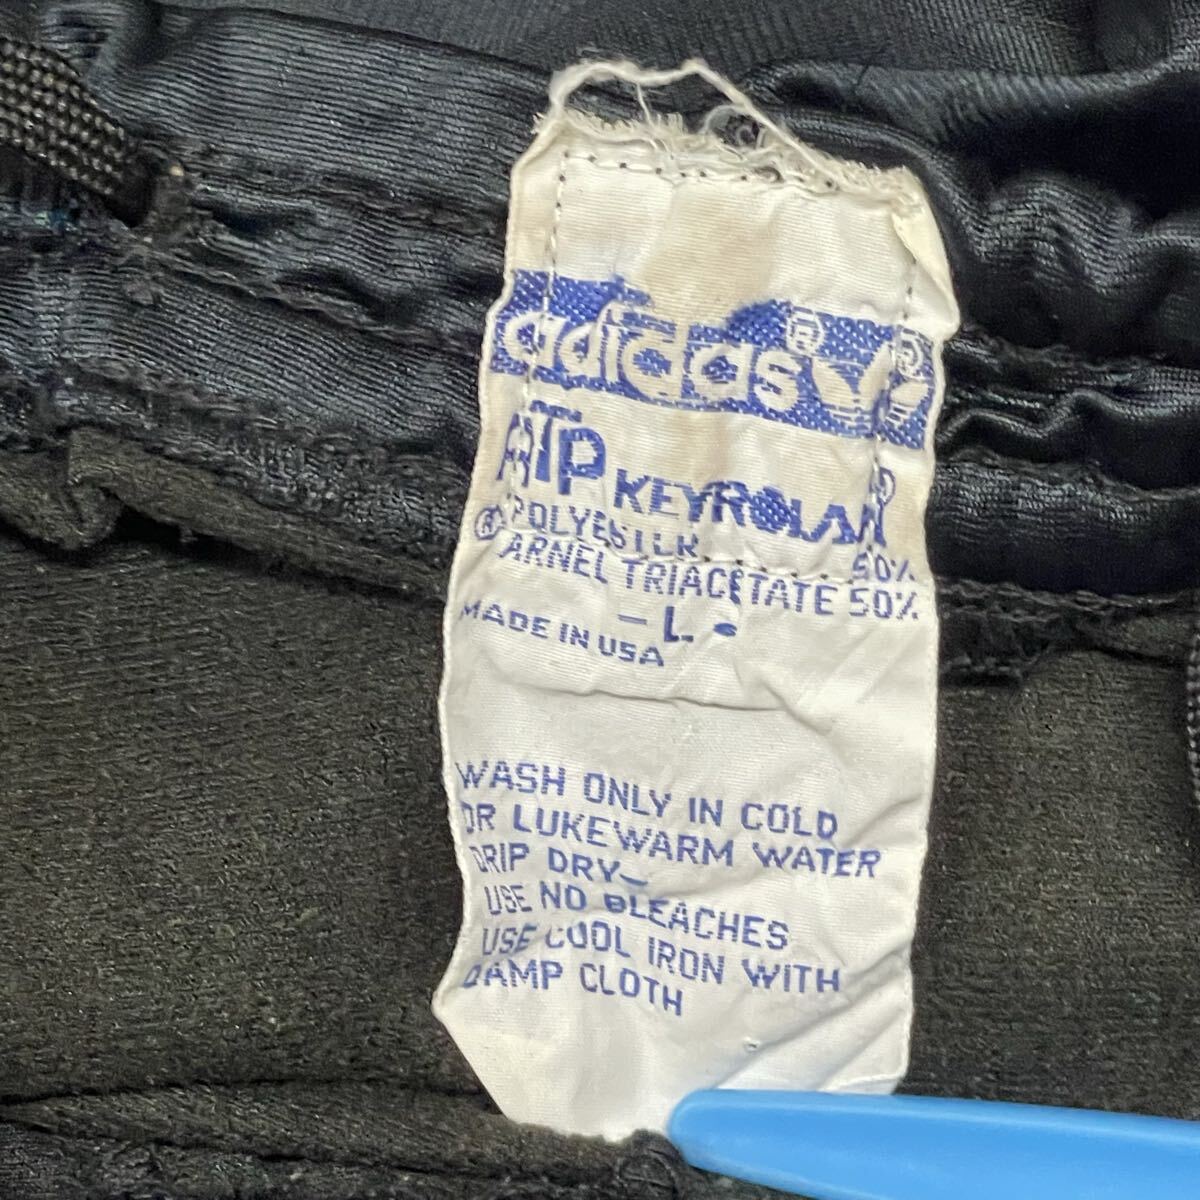 adidas®
ATP KEYROLAN®
POLYESTER 50%
® ARNEL TRIACETATE 50%
- L -
MADE IN USA
WASH ONLY IN COLD
OR LUKEWARM WATER
DRIP DRY-
USE NO BLEACHES
USE COOL IRON WITH
DAMP CLOTH